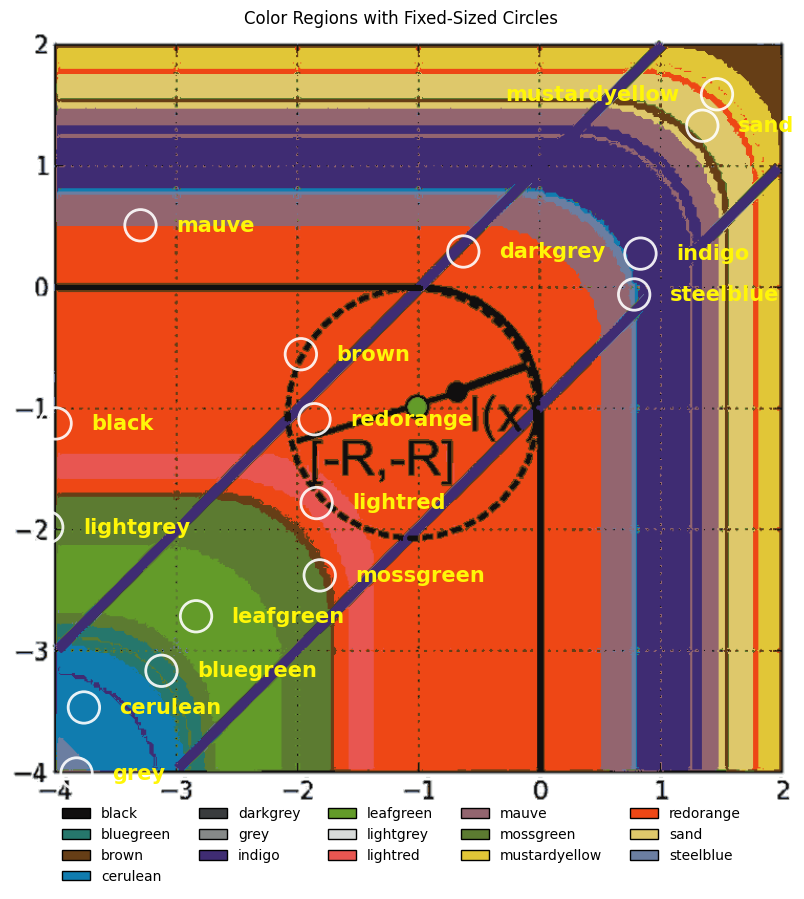 Color Regions with Fixed-Sized Circles
2
mustardyellow
sand
1
mauve
darkgrey
indigo
0
steelblue
brown
-1
black
redorange
l(x)
[-R,-R]
lightred
-2
lightgrey
mossgreen
leafgreen
-3
bluegreen
cerulean
-4
grey
-4 -3 -2 -1 0 1 2
black darkgrey leafgreen mauve redorange
bluegreen grey lightgrey mossgreen sand
brown indigo lightred mustardyellow steelblue
cerulean